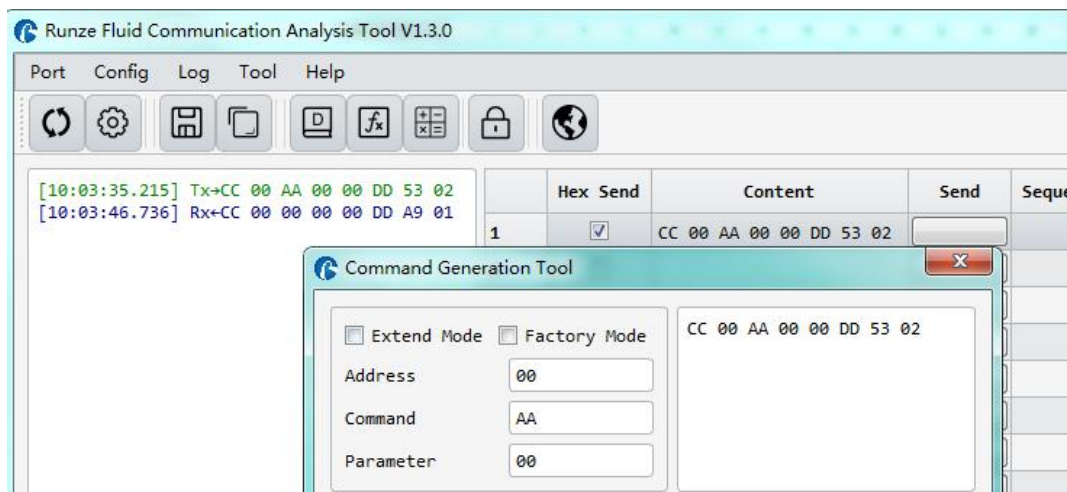 Runze Fluid Communication Analysis Tool V1.3.0
Port Config Log Tool Help
D fx
[10:03:35.215] Tx→CC 00 AA 00 00 DD 53 02
[10:03:46.736] Rx←CC 00 00 00 00 DD A9 01
Hex Send Content Send Seque
1 CC 00 AA 00 00 DD 53 02
Command Generation Tool
Extend Mode Factory Mode
CC 00 AA 00 00 DD 53 02
Address 00
Command AA
Parameter 00